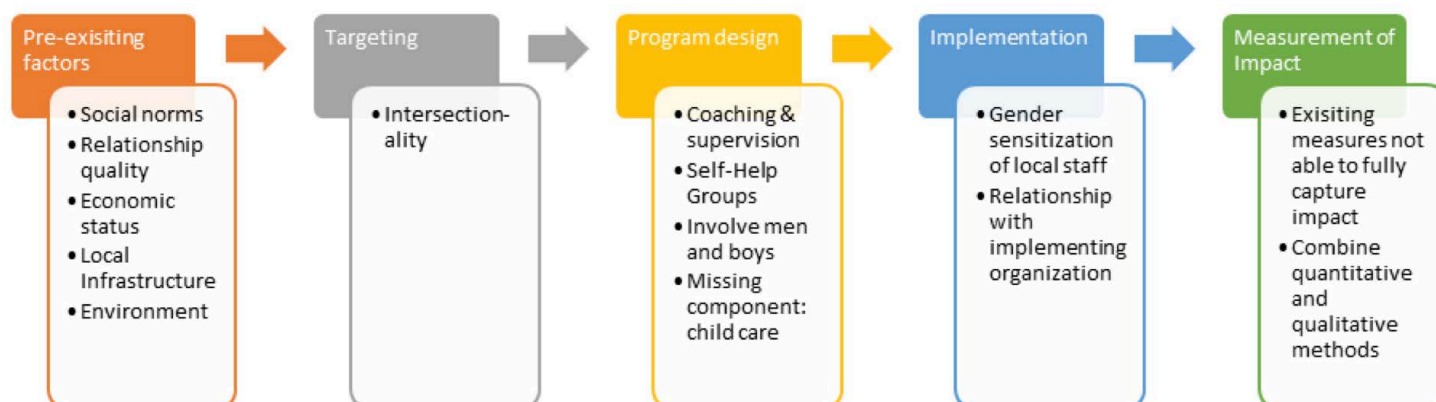 Pre-exisiting
factors
• Social norms
• Relationship
quality
• Economic
status
• Local
Infrastructure
• Environment
Targeting
• Intersection-
ality
Program design
• Coaching &
supervision
• Self-Help
Groups
• Involve men
and boys
• Missing
component:
child care
Implementation
• Gender
sensitization
of local staff
• Relationship
with
implementing
organization
Measurement of
Impact
• Exisiting
measures not
able to fully
capture
impact
• Combine
quantitative
and
qualitative
methods